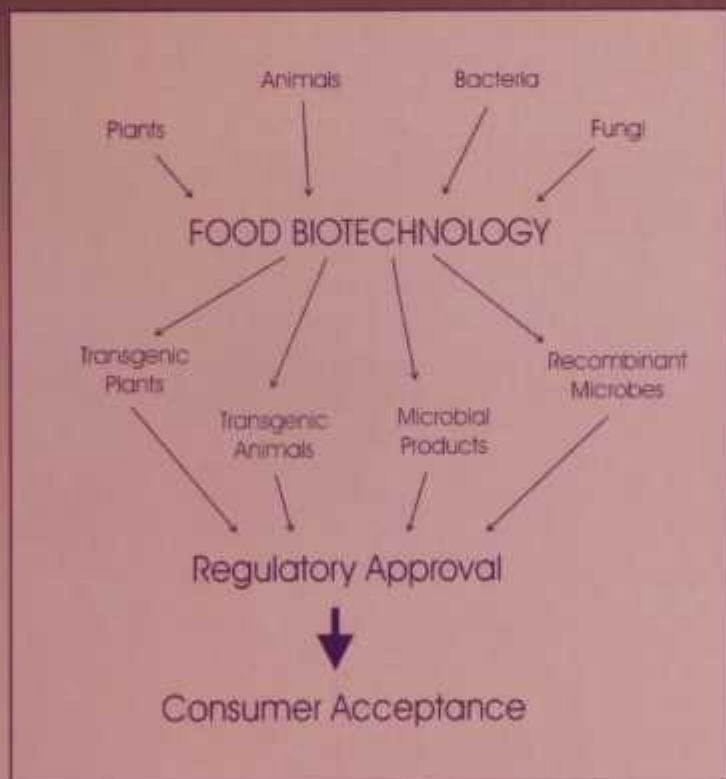 Animals
Bacteria
Plants
Fungi
FOOD BIOTECHNOLOGY
Transgenic
Plants
Recombinant
Microbes
Transgenic
Animals
Microbial
Products
Regulatory Approval
Consumer Acceptance